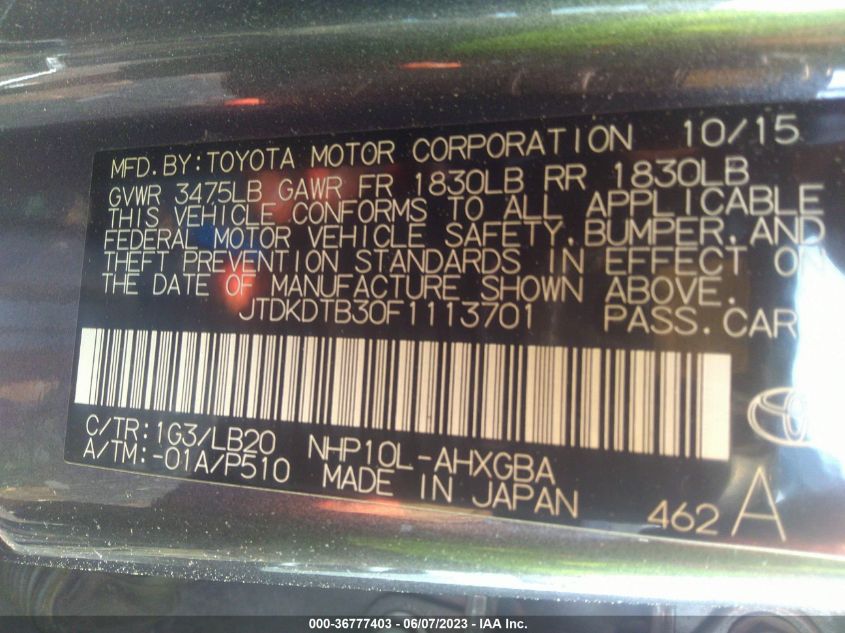 MFD.BY:TOYOTA MOTOR CORPORATION 10/15
GVWR 3475LB GAWR FR 1830LB RR 1830LB
THIS VEHICLE CONFORMS TO ALL APPLICABLE
FEDERAL MOTOR VEHICLE SAFETY,BUMPER,AND
THEFT PREVENTION STANDARDS IN EFFECT ON
THE DATE OF MANUFACTURE SHOWN ABOVE.
JTDKDTB30F1113701 PASS.CAR
C/TR:1G3/LB20 NHP10L-AHXGBA
A/TM:-01A/P510 MADE IN JAPAN
462 A
000-36777403 - 06/07/2023 - IAA Inc.